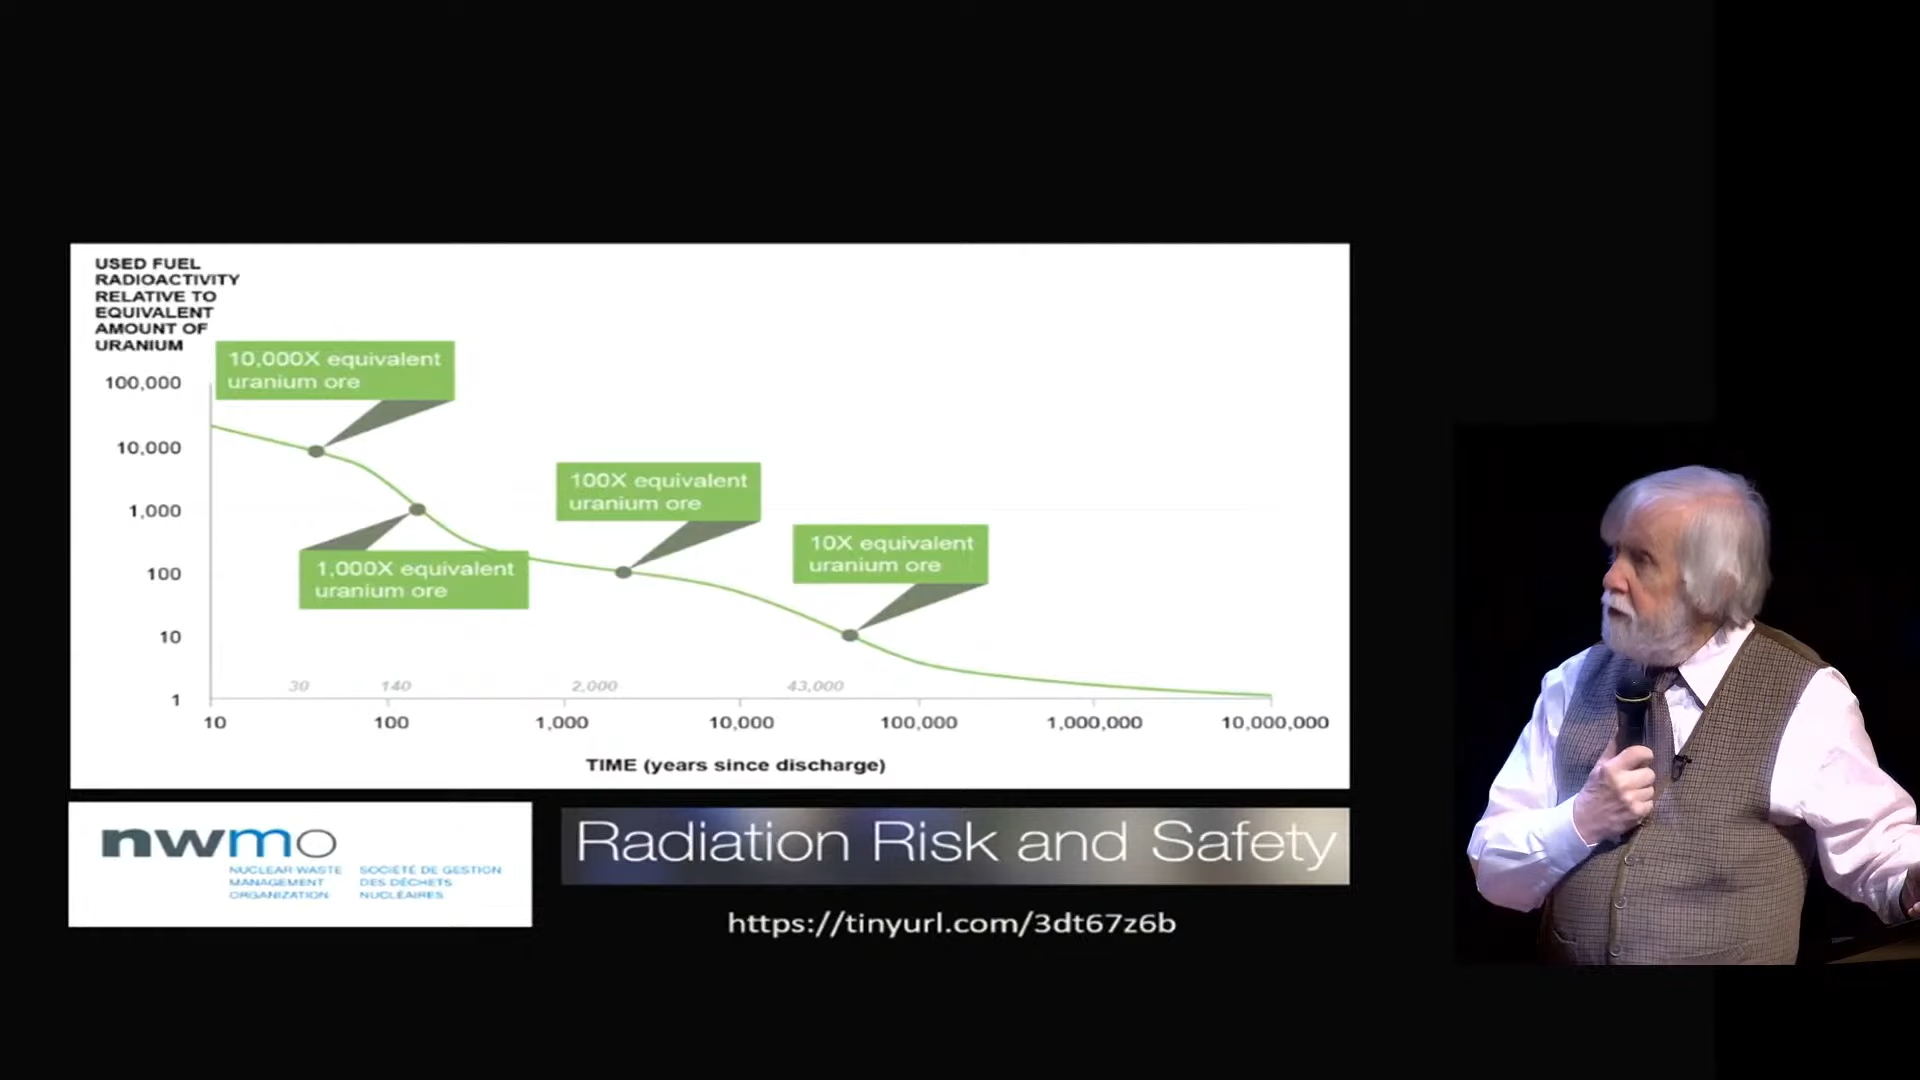 USED FUEL
RADIOACTIVITY
RELATIVE TO
EQUIVALENT
AMOUNT OF
URANIUM
10,000X equivalent
uranium ore
100,000
10,000
100X equivalent
uranium ore
1,000
10X equivalent
uranium ore
1,000X equivalent
uranium ore
100
10
30 140 2,000 43,000
1
10 100 1,000 10,000 100,000 1,000,000 10,000,000
TIME (years since discharge)
nwmo
NUCLEAR WASTE
MANAGEMENT
ORGANIZATION
SOCIÉTÉ DE GESTION
DES DÉCHETS
NUCLÉAIRES
Radiation Risk and Safety
https://tinyurl.com/3dt67z6b